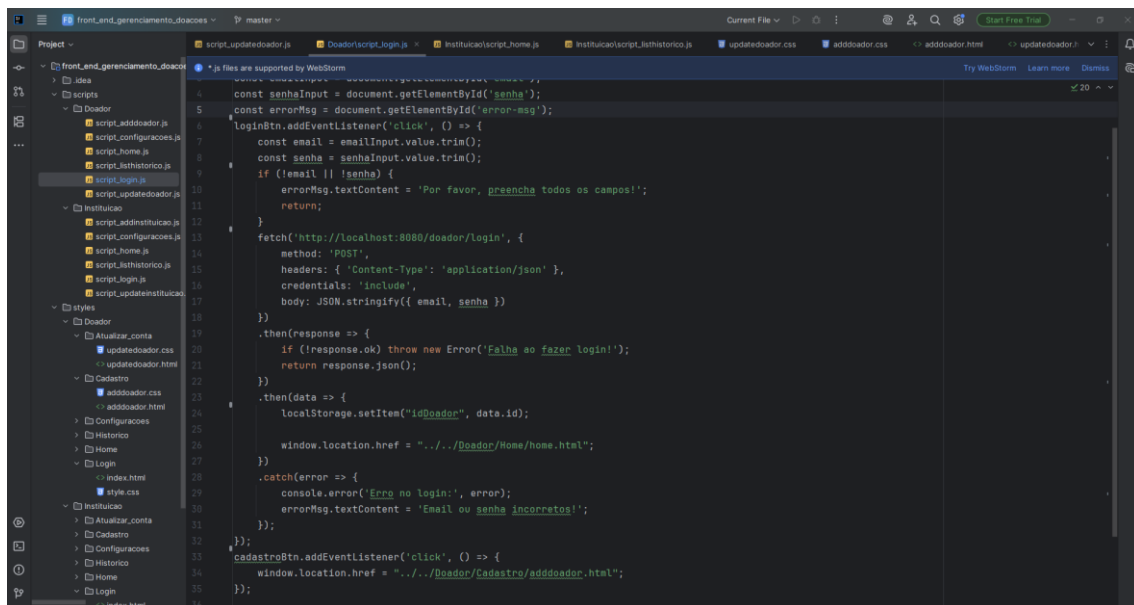 FD front_end_gerenciamento_doacoes master Current File Start Free Trial
Project
script_updatedoador.js Doador\script_login.js Instituicao\script_home.js Instituicao\script_listhistorico.js updatedoador.css adddoador.css adddoador.html updatedoador.h
*.js files are supported by WebStorm Try WebStorm Learn more Dismiss
20
front_end_gerenciamento_doacoe
.idea
scripts
Doador
script_adddoador.js
script_configuracoes.js
script_home.js
script_listhistorico.js
script_login.js
script_updatedoador.js
Instituicao
script_addinstituicao.js
script_configuracoes.js
script_home.js
script_listhistorico.js
script_login.js
script_updateinstituicao.
styles
Doador
Atualizar_conta
updatedoador.css
updatedoador.html
Cadastro
adddoador.css
adddoador.html
Configuracoes
Historico
Home
Login
index.html
style.css
Instituicao
Atualizar_conta
Cadastro
Configuracoes
Historico
Home
Login
index.html
3 const emailInput = document.getElementById('email');
4 const senhaInput = document.getElementById('senha');
5 const errorMsg = document.getElementById('error-msg');
6 loginBtn.addEventListener('click', () => {
7 const email = emailInput.value.trim();
8 const senha = senhaInput.value.trim();
9 if (!email || !senha) {
10 errorMsg.textContent = 'Por favor, preencha todos os campos!';
11 return;
12 }
13 fetch('http://localhost:8080/doador/login', {
14 method: 'POST',
15 headers: { 'Content-Type': 'application/json' },
16 credentials: 'include',
17 body: JSON.stringify({ email, senha })
18 })
19 .then(response => {
20 if (!response.ok) throw new Error('Falha ao fazer login!');
21 return response.json();
22 })
23 .then(data => {
24 localStorage.setItem("idDoador", data.id);
25
26 window.location.href = "../../Doador/Home/home.html";
27 })
28 .catch(error => {
29 console.error('Erro no login:', error);
30 errorMsg.textContent = 'Email ou senha incorretos!';
31 });
32 });
33 cadastroBtn.addEventListener('click', () => {
34 window.location.href = "../../Doador/Cadastro/adddoador.html";
35 });